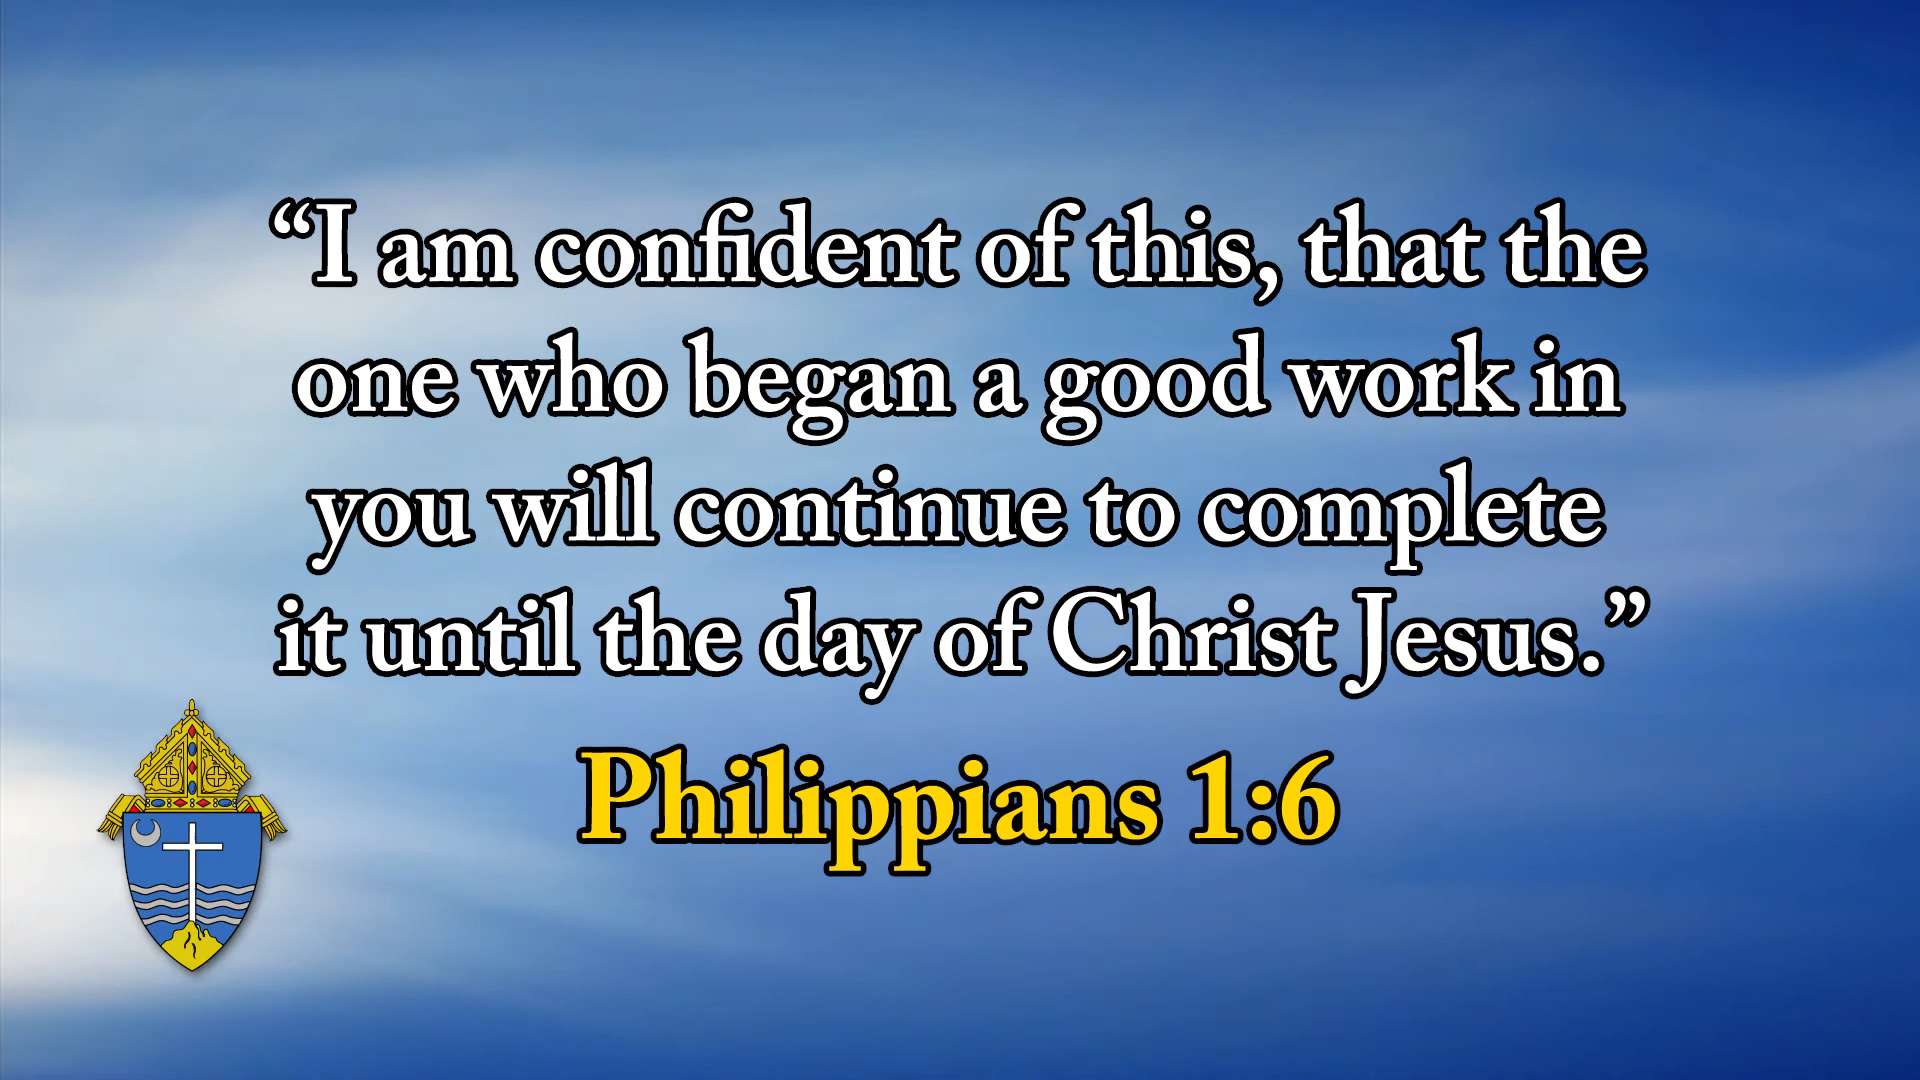 “I am confident of this, that the
one who began a good work in
you will continue to complete
it until the day of Christ Jesus.”
Philippians 1:6